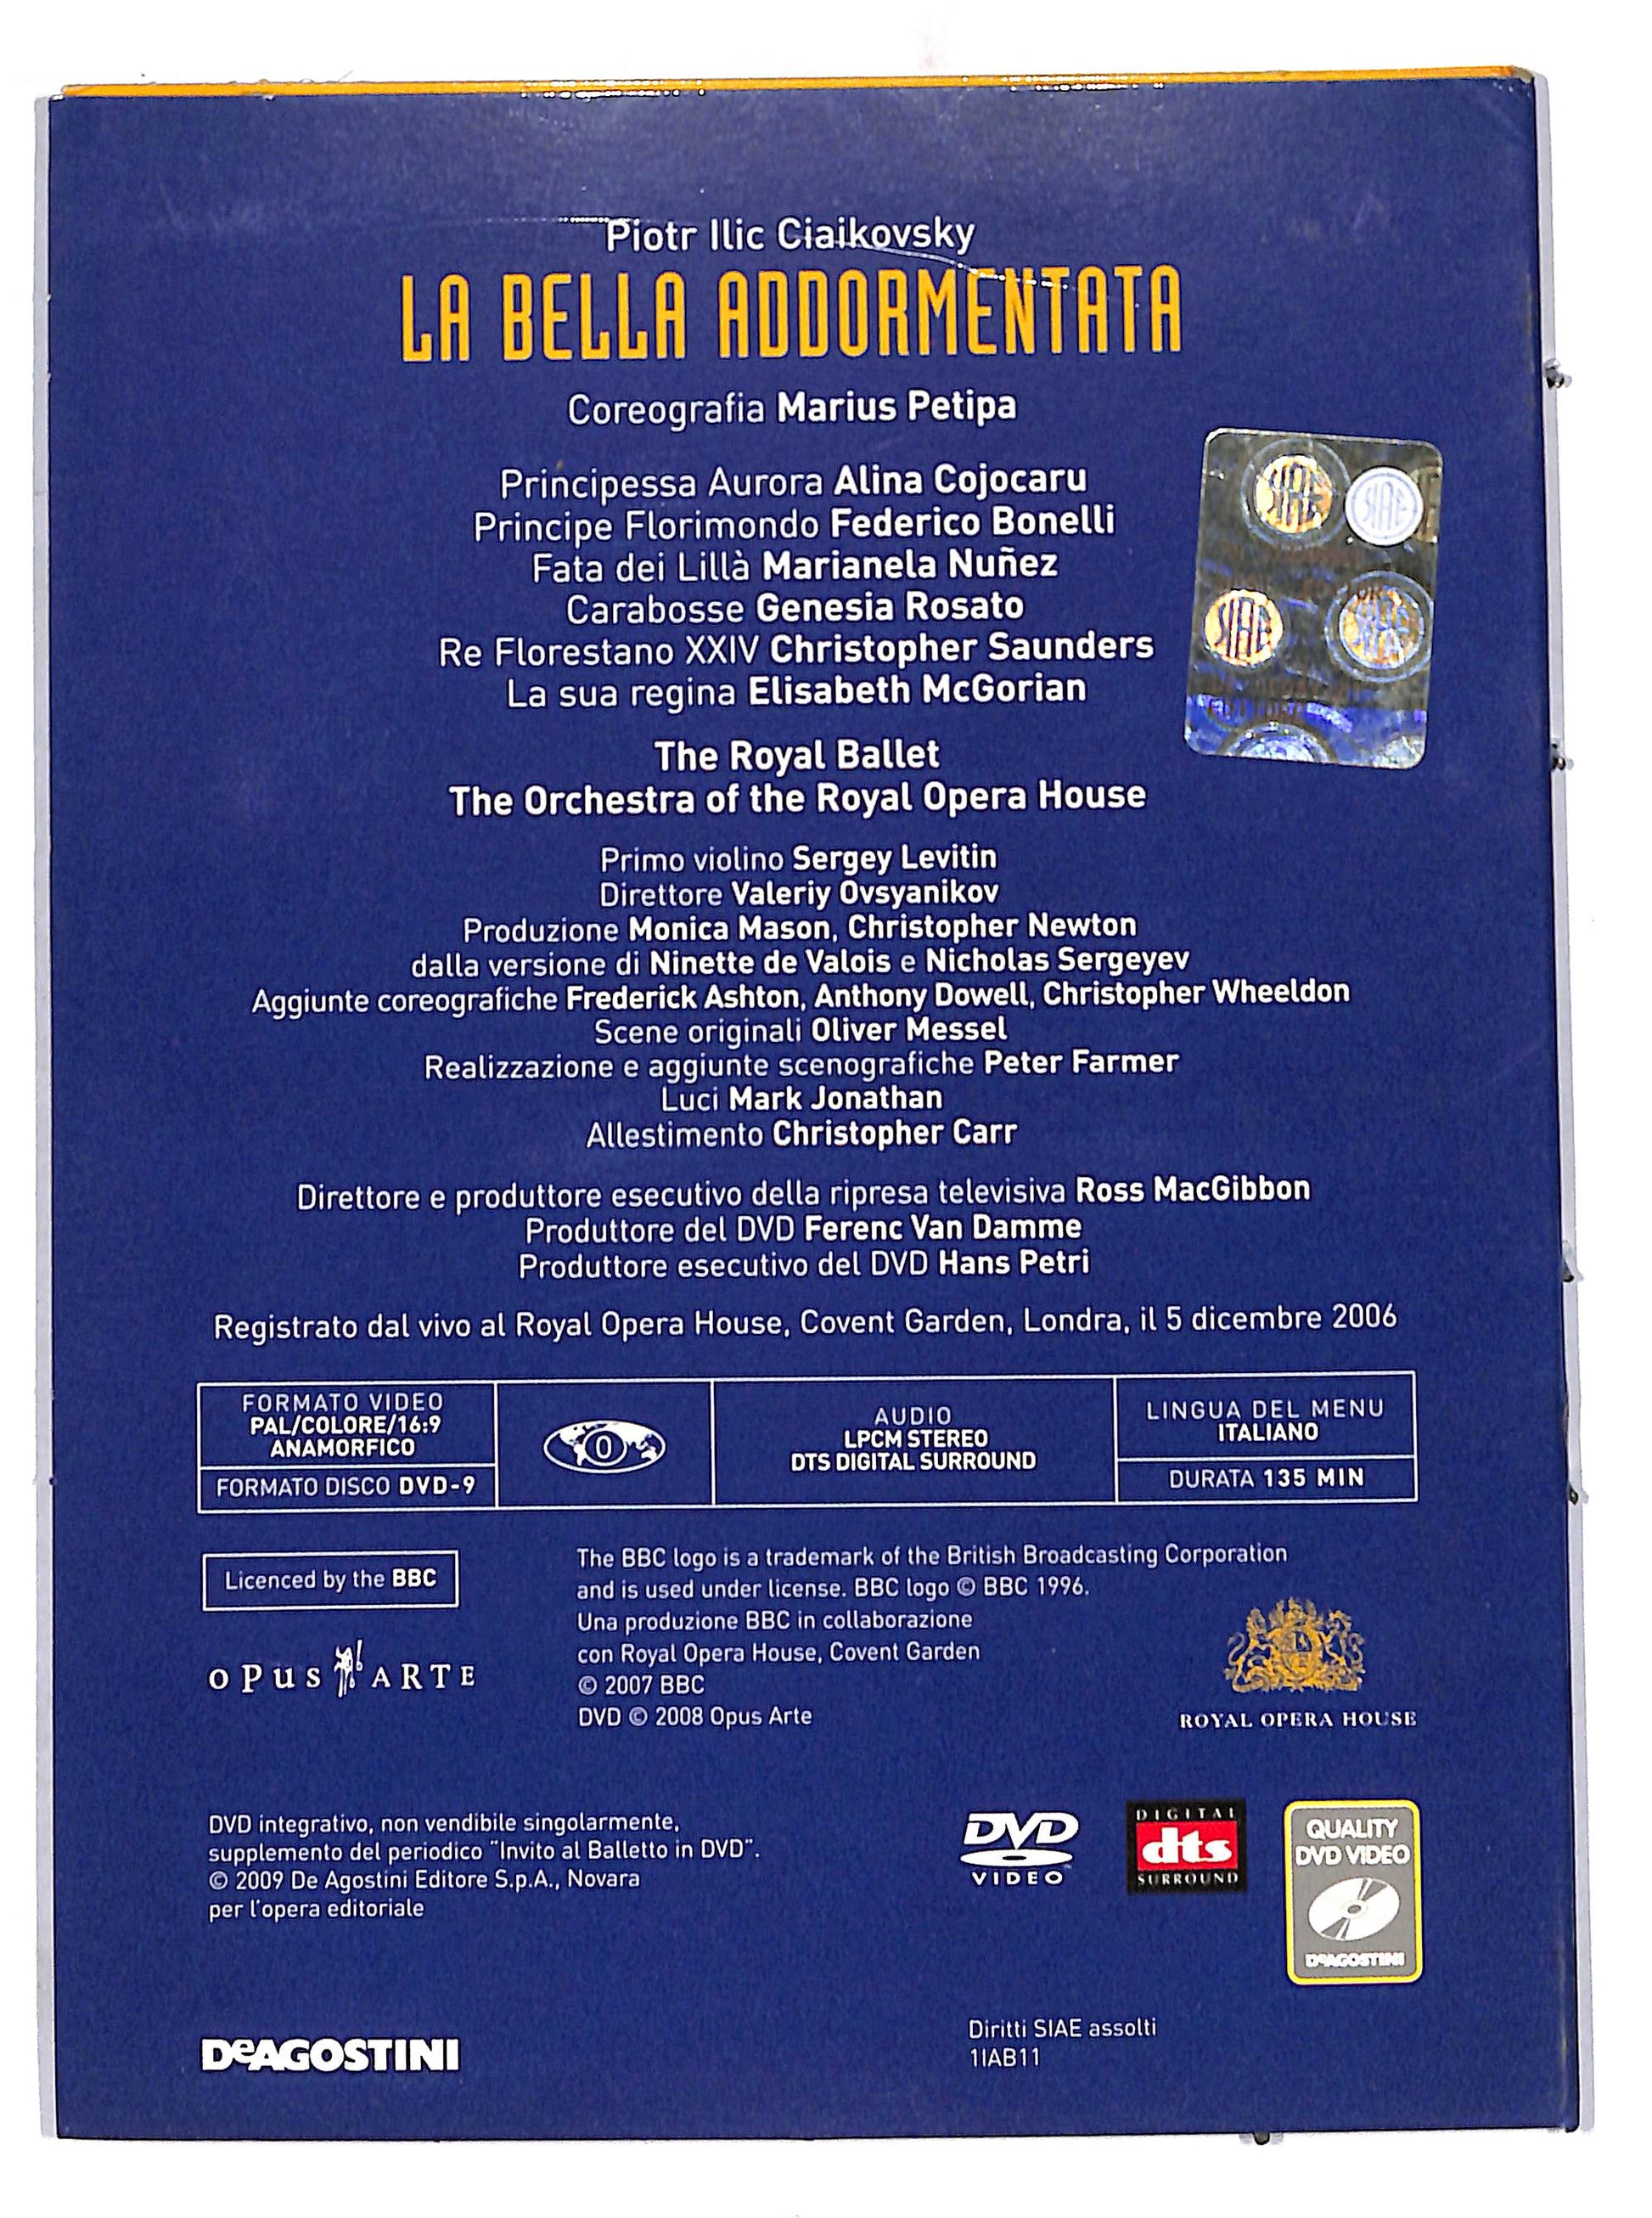 Piotr Ilic Ciaikovsky
LA BELLA ADDORMENTATA
Coreografia Marius Petipa
Principessa Aurora Alina Cojocaru
Principe Florimondo Federico Bonelli
Fata dei Lillà Marianela Nuñez
Carabosse Genesia Rosato
Re Florestano XXIV Christopher Saunders
La sua regina Elisabeth McGorian
The Royal Ballet
The Orchestra of the Royal Opera House
Primo violino Sergey Levitin
Direttore Valeriy Ovsyanikov
Produzione Monica Mason, Christopher Newton
dalla versione di Ninette de Valois e Nicholas Sergeyev
Aggiunte coreografiche Frederick Ashton, Anthony Dowell, Christopher Wheeldon
Scene originali Oliver Messel
Realizzazione e aggiunte scenografiche Peter Farmer
Luci Mark Jonathan
Allestimento Christopher Carr
Direttore e produttore esecutivo della ripresa televisiva Ross MacGibbon
Produttore del DVD Ferenc Van Damme
Produttore esecutivo del DVD Hans Petri
Registrato dal vivo al Royal Opera House, Covent Garden, Londra, il 5 dicembre 2006
FORMATO VIDEO
PAL/COLORE/16:9
ANAMORFICO
FORMATO DISCO DVD-9
0
AUDIO
LPCM STEREO
DTS DIGITAL SURROUND
LINGUA DEL MENU
ITALIANO
DURATA 135 MIN
Licenced by the BBC
OPUS ARTE
The BBC logo is a trademark of the British Broadcasting Corporation
and is used under license. BBC logo © BBC 1996.
Una produzione BBC in collaborazione
con Royal Opera House, Covent Garden
© 2007 BBC
DVD © 2008 Opus Arte
ROYAL OPERA HOUSE
DVD integrativo, non vendibile singolarmente,
supplemento del periodico "Invito al Balletto in DVD".
© 2009 De Agostini Editore S.p.A., Novara
per l'opera editoriale
DVD
VIDEO
DIGITAL
dts
SURROUND
QUALITY
DVD VIDEO
DeAGOSTINI
DeAGOSTINI
Diritti SIAE assolti
1IAB11
SIAE
SIAE
SIAE